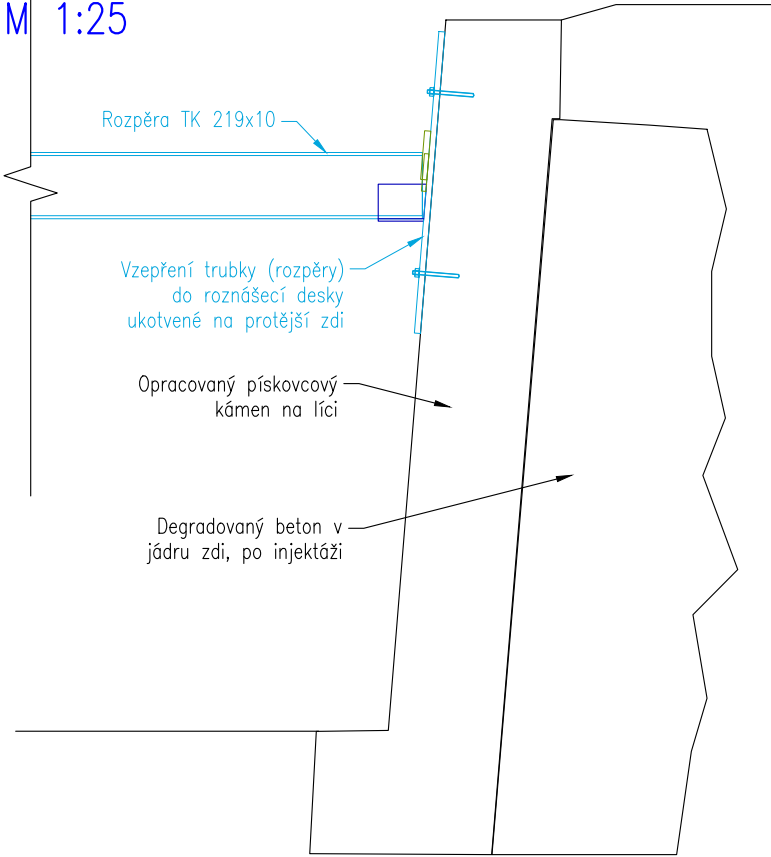 M 1:25
Rozpěra TK 219x10
Vzepření trubky (rozpěry)
do roznášecí desky
ukotvené na protější zdi
Opracovaný pískovcový
kámen na líci
Degradovaný beton v
jádru zdi, po injektáži